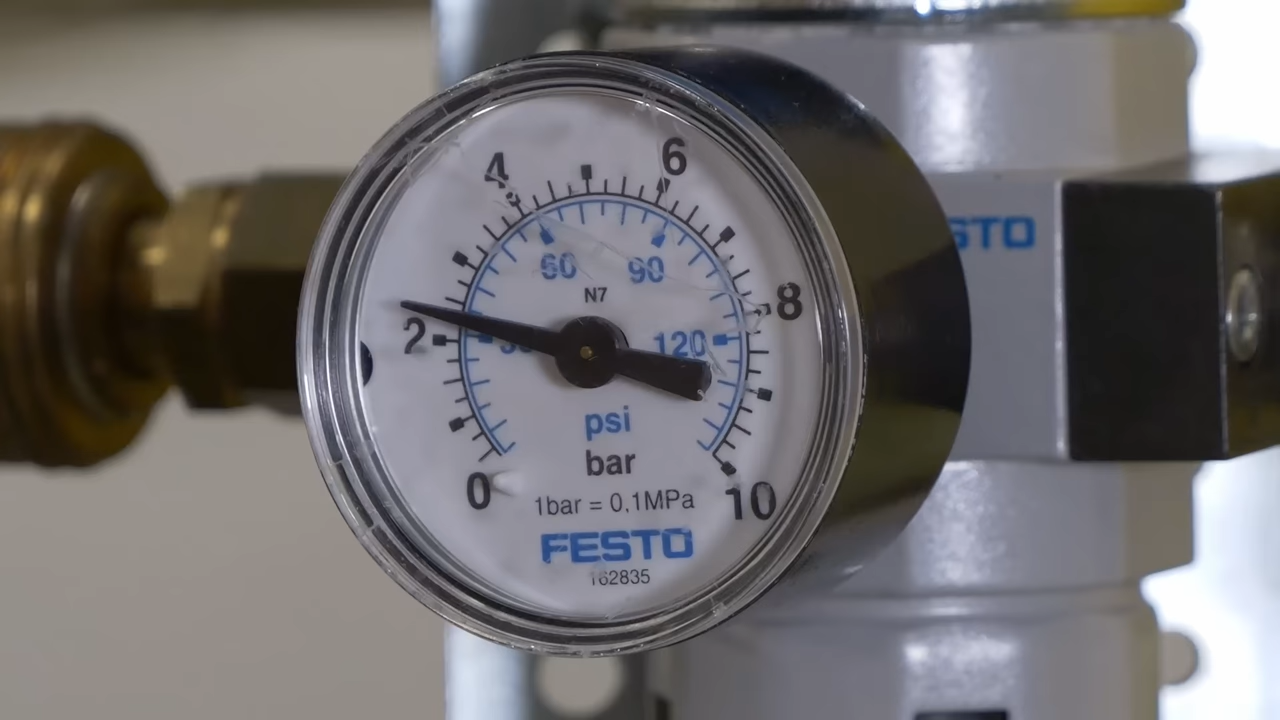 4 6
60 90
N7
2 8
120
psi
bar
0 10
1bar = 0,1MPa
FESTO
162835
STO